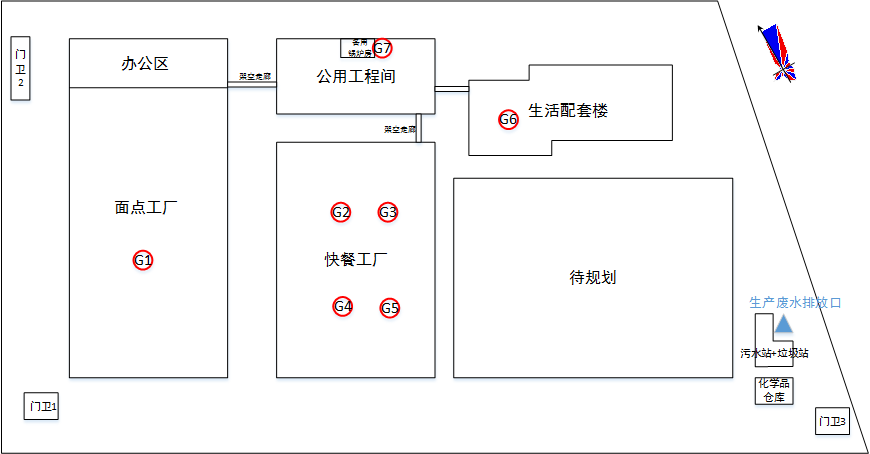 门
卫
2
办公区
架空走廊
备用
锅炉房
G7
公用工程间
架空走廊
生活配套楼
G6
面点工厂
G1
G2
G3
快餐工厂
G4
G5
待规划
生产废水排放口
污水站+垃圾站
化学品
仓库
门卫1
门卫3